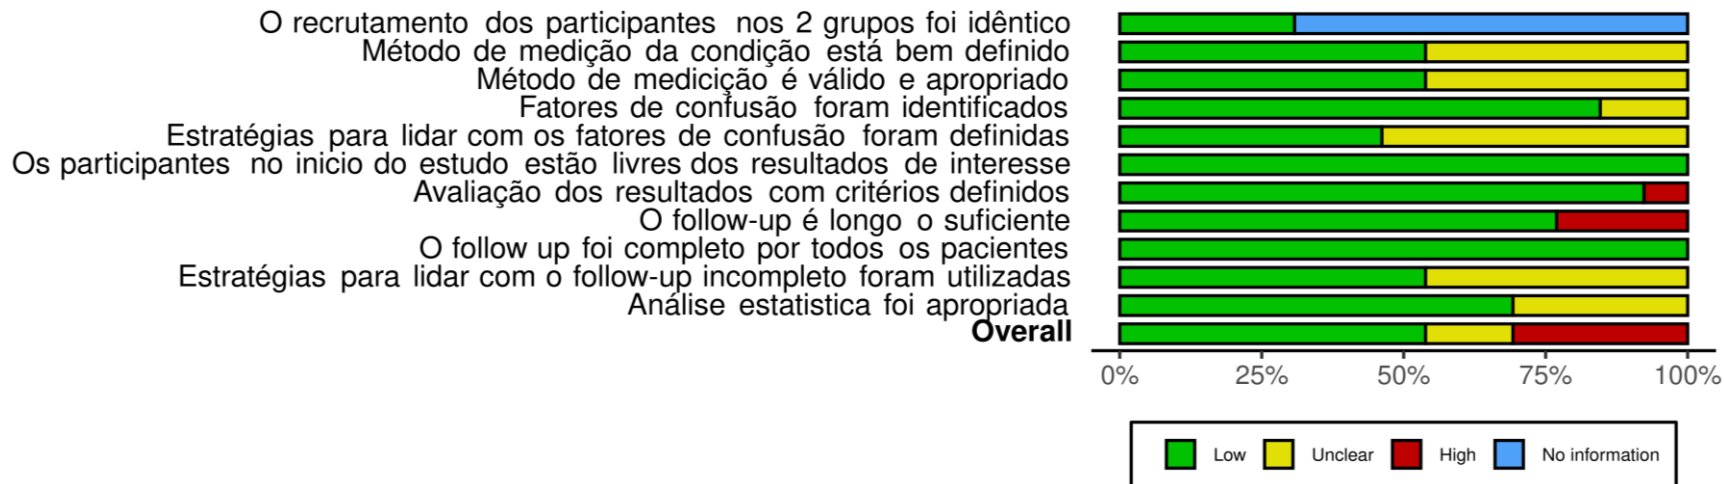 O recrutamento dos participantes nos 2 grupos foi idêntico
Método de medição da condição está bem definido
Método de medicição é válido e apropriado
Fatores de confusão foram identificados
Estratégias para lidar com os fatores de confusão foram definidas
Os participantes no inicio do estudo estão livres dos resultados de interesse
Avaliação dos resultados com critérios definidos
O follow-up é longo o suficiente
O follow up foi completo por todos os pacientes
Estratégias para lidar com o follow-up incompleto foram utilizadas
Análise estatistica foi apropriada
Overall
0% 25% 50% 75% 100%
Low Unclear High No information